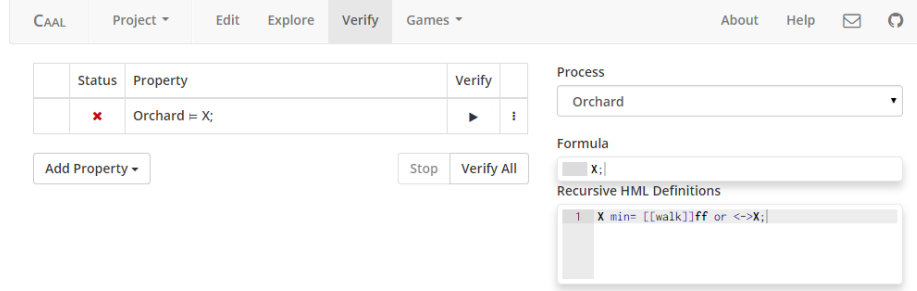 CAAL Project Edit Explore Verify Games About Help
Status Property Verify
Orchard ⊨ X;
Add Property Stop Verify All
Process
Orchard
Formula
X;
Recursive HML Definitions
1 X min= [[walk]]ff or <->X;